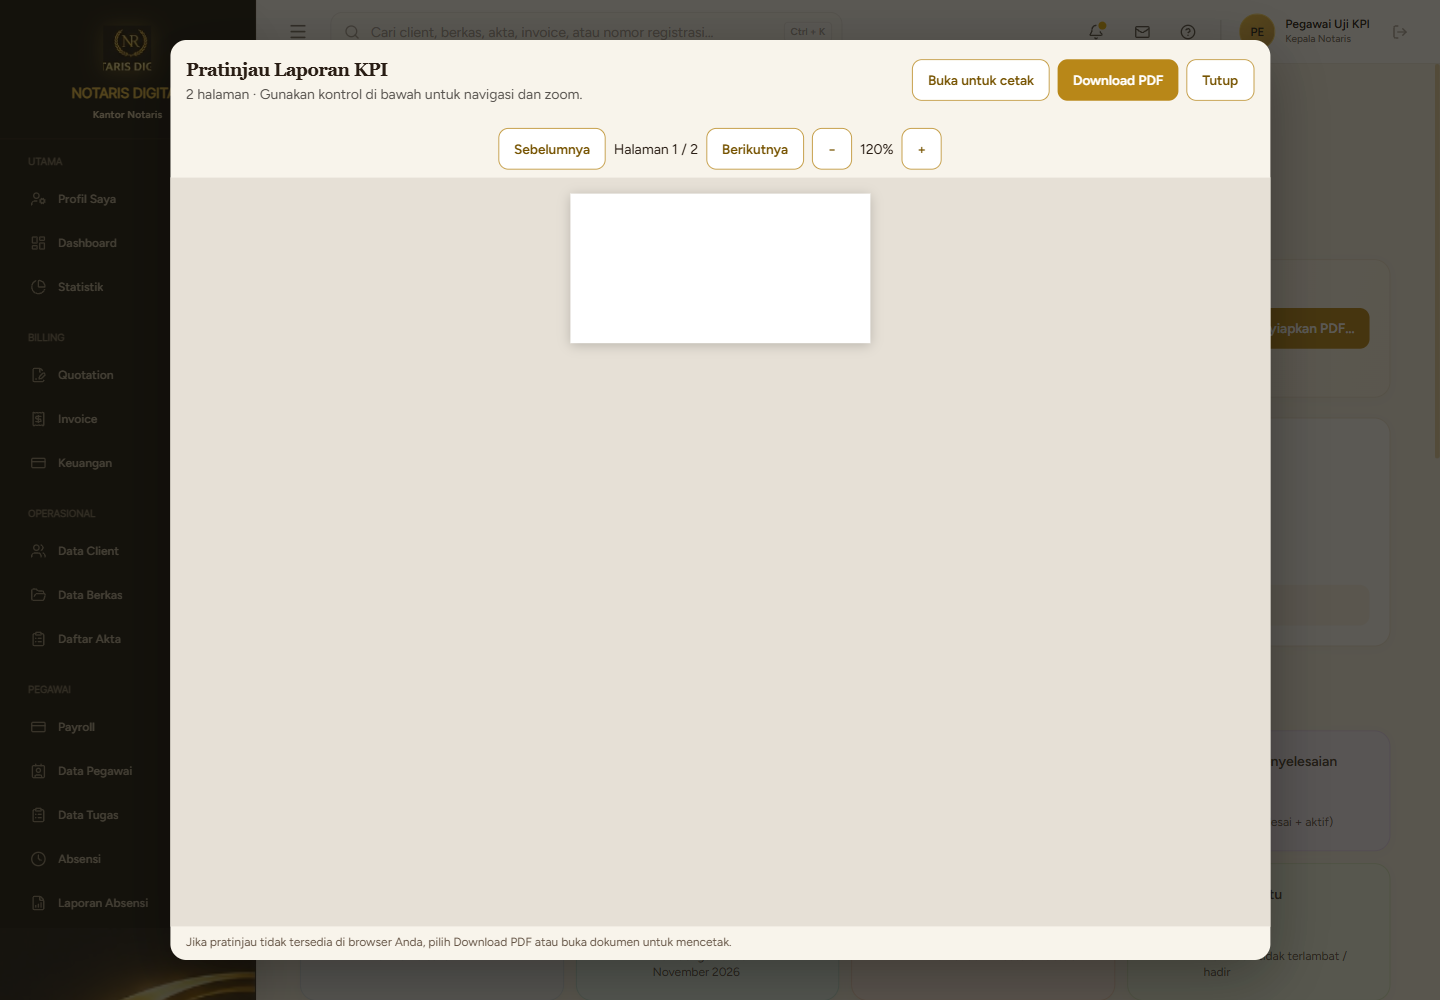 NR
TARIS DIG
NOTARIS DIGITA
Kantor Notaris
UTAMA
Profil Saya
Dashboard
Statistik
BILLING
Quotation
Invoice
Keuangan
OPERASIONAL
Data Client
Data Berkas
Daftar Akta
PEGAWAI
Payroll
Data Pegawai
Data Tugas
Absensi
Laporan Absensi
Cari client, berkas, akta, invoice, atau nomor registrasi...
Ctrl + K
PE
Pegawai Uji KPI
Kepala Notaris
Pratinjau Laporan KPI
2 halaman · Gunakan kontrol di bawah untuk navigasi dan zoom.
Buka untuk cetak
Download PDF
Tutup
Sebelumnya
Halaman 1 / 2
Berikutnya
-
120%
+
yiapkan PDF...
nyelesaian
esai + aktif)
tu
dak terlambat /
hadir
November 2026
Jika pratinjau tidak tersedia di browser Anda, pilih Download PDF atau buka dokumen untuk mencetak.